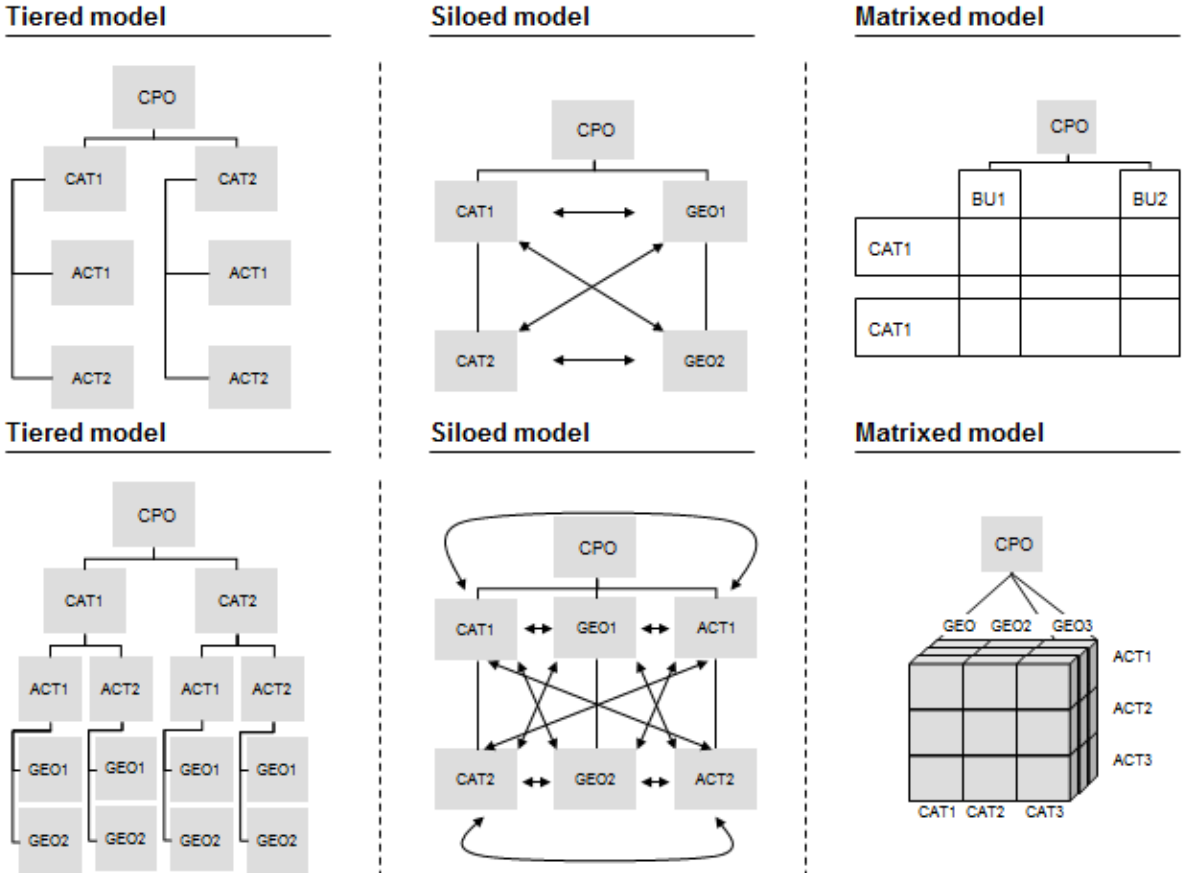 Tiered model
CPO
CAT1
CAT2
ACT1
ACT1
ACT2
ACT2
Siloed model
CPO
CAT1
GEO1
CAT2
GEO2
Matrixed model
CPO
BU1
BU2
CAT1
CAT1
Tiered model
CPO
CAT1
CAT2
ACT1
ACT2
ACT1
ACT2
GEO1
GEO1
GEO1
GEO1
GEO2
GEO2
GEO2
GEO2
Siloed model
CPO
CAT1
GEO1
ACT1
CAT2
GEO2
ACT2
Matrixed model
CPO
GEO
GEO2
GEO3
ACT1
ACT2
ACT3
CAT1
CAT2
CAT3